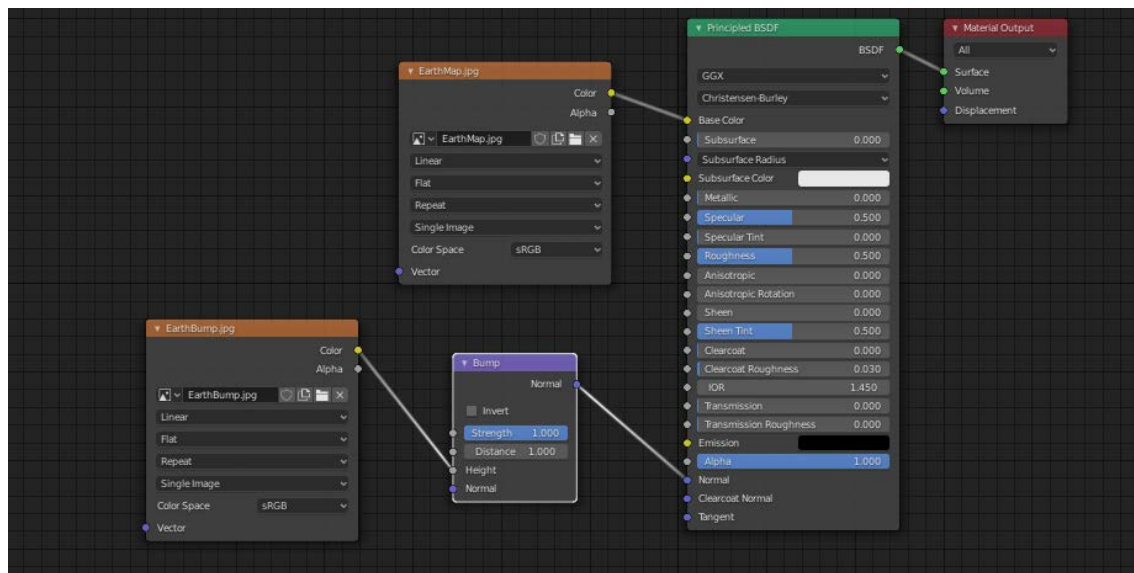 EarthMap.jpg
Color
Alpha
EarthMap.jpg
Linear
Flat
Repeat
Single Image
Color Space sRGB
Vector
EarthBump.jpg
Color
Alpha
EarthBump.jpg
Linear
Flat
Repeat
Single Image
Color Space sRGB
Vector
Bump
Normal
Invert
Strength 1.000
Distance 1.000
Height
Normal
Principled BSDF
BSDF
GGX
Christensen-Burley
Base Color
Subsurface 0.000
Subsurface Radius
Subsurface Color
Metallic 0.000
Specular 0.500
Specular Tint 0.000
Roughness 0.500
Anisotropic 0.000
Anisotropic Rotation 0.000
Sheen 0.000
Sheen Tint 0.500
Clearcoat 0.000
Clearcoat Roughness 0.030
IOR 1.450
Transmission 0.000
Transmission Roughness 0.000
Emission
Alpha 1.000
Normal
Clearcoat Normal
Tangent
Material Output
All
Surface
Volume
Displacement